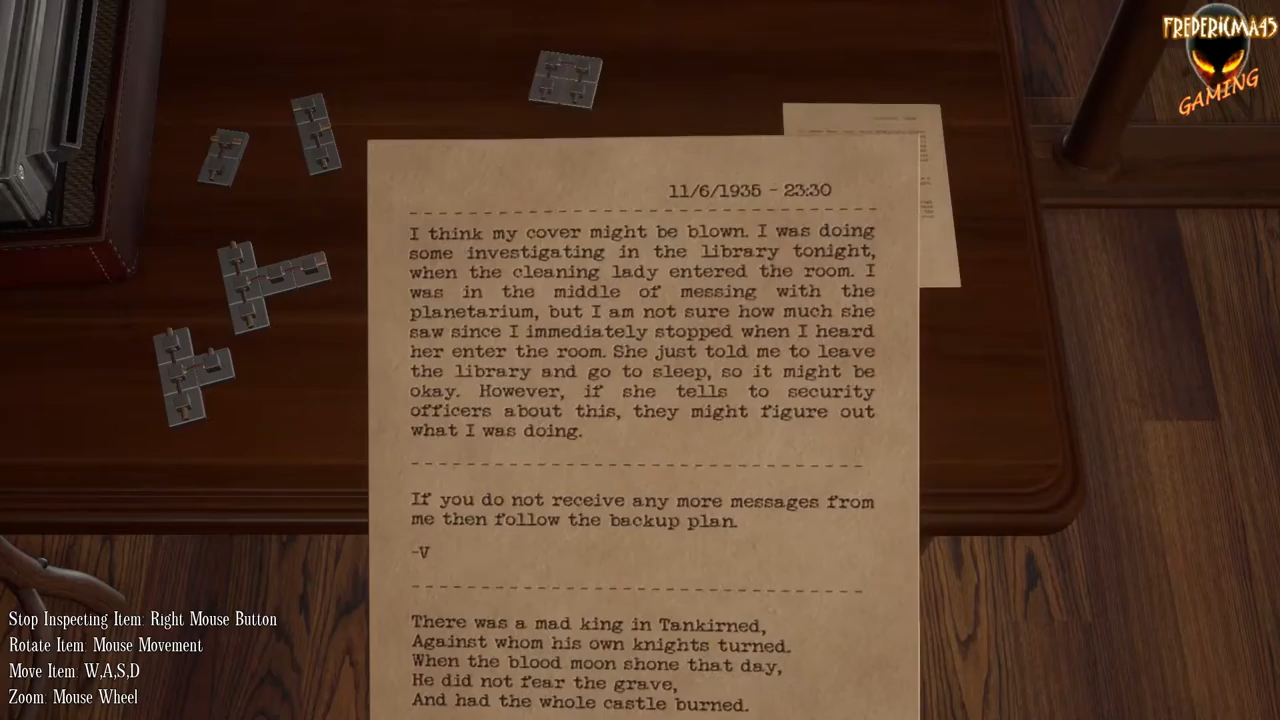 FREDERICMA45
GAMING
11/6/1935 - 23:30
I think my cover might be blown. I was doing
some investigating in the library tonight,
when the cleaning lady entered the room. I
was in the middle of messing with the
planetarium, but I am not sure how much she
saw since I immediately stopped when I heard
her enter the room. She just told me to leave
the library and go to sleep, so it might be
okay. However, if she tells to security
officers about this, they might figure out
what I was doing.
If you do not receive any more messages from
me then follow the backup plan.
-V
There was a mad king in Tankirned,
Against whom his own knights turned.
When the blood moon shone that day,
He did not fear the grave,
And had the whole castle burned.
Stop Inspecting Item: Right Mouse Button
Rotate Item: Mouse Movement
Move Item: W,A,S,D
Zoom: Mouse Wheel